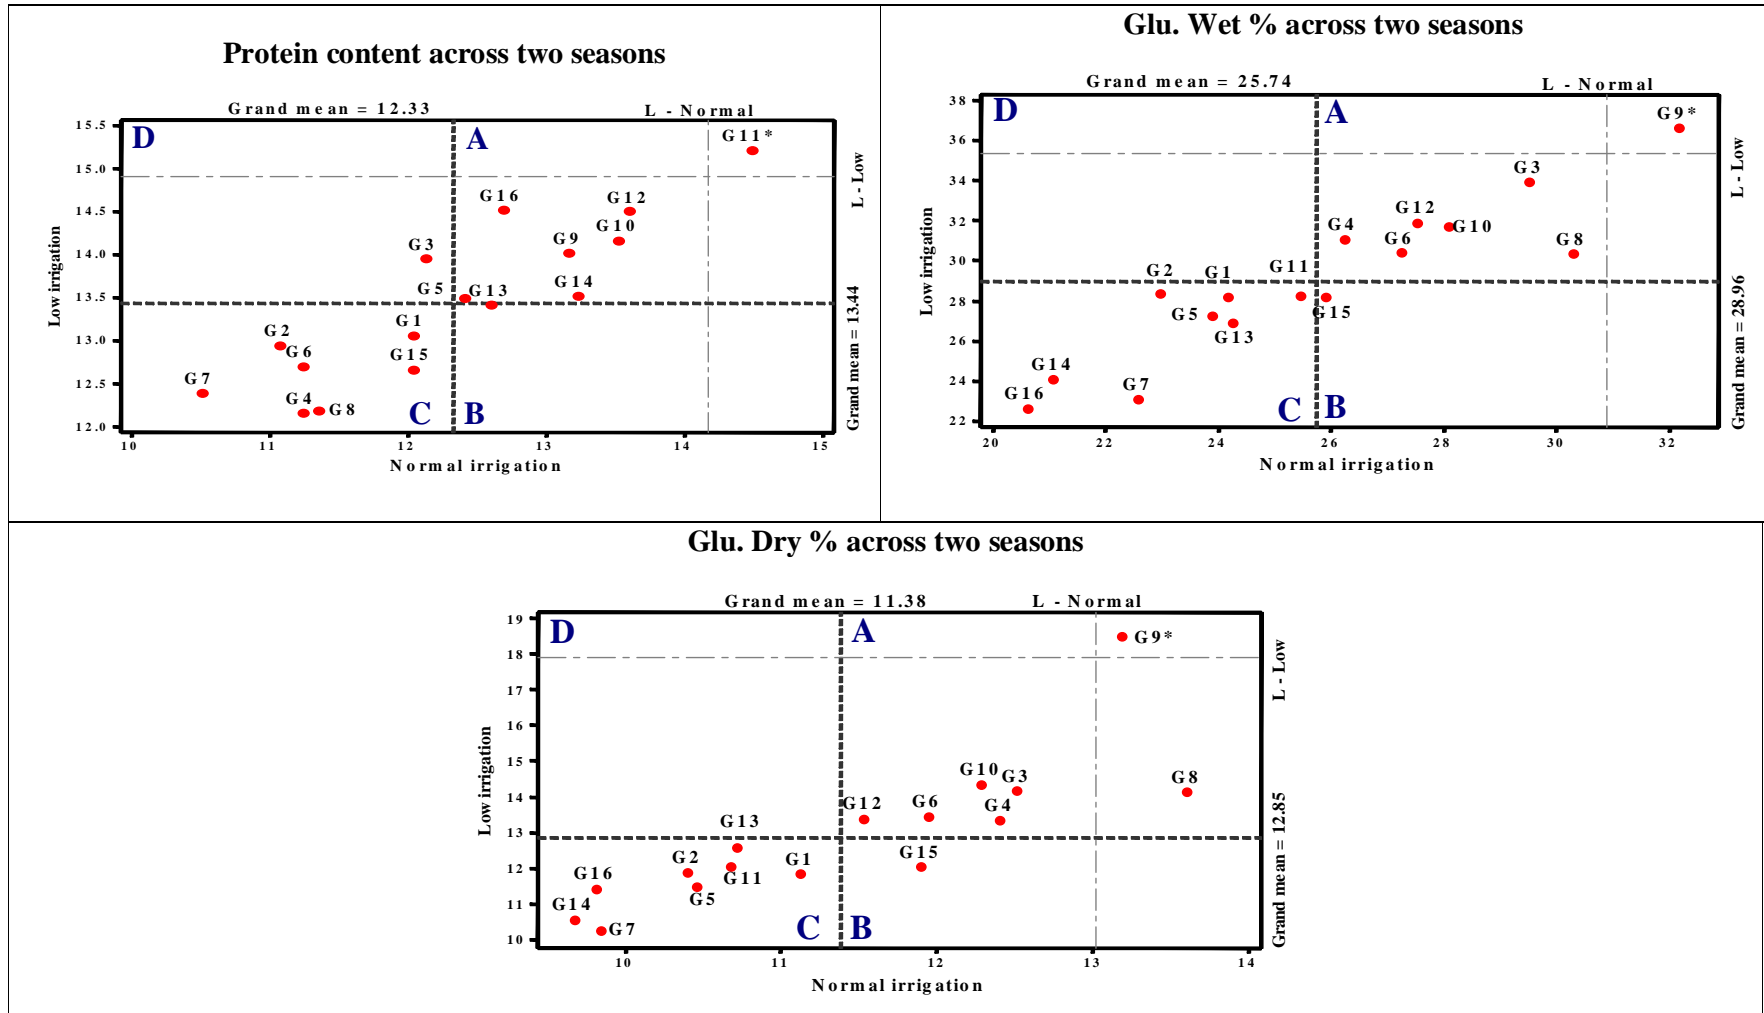 Protein content across two seasons
Grand mean = 12.33
L - Normal
D
A
G11*
15.5
15.0
14.5
14.0
13.5
13.0
12.5
12.0
Low irrigation
L - Low
Grand mean = 13.44
G16
G12
G10
G3
G9
G5
G13
G14
G2
G1
G6
G15
G7
G4
G8
C
B
10
11
12
13
14
15
Normal irrigation
Glu. Wet % across two seasons
Grand mean = 25.74
L - Normal
D
A
G9*
38
36
34
32
30
28
26
24
22
Low irrigation
L - Low
Grand mean = 28.96
G3
G12
G4
G10
G6
G8
G2
G1
G11
G5
G15
G13
G14
G16
G7
C
B
20
22
24
26
28
30
32
Normal irrigation
Glu. Dry % across two seasons
Grand mean = 11.38
L - Normal
D
A
G9*
19
18
17
16
15
14
13
12
11
10
Low irrigation
L - Low
Grand mean = 12.85
G10
G3
G8
G12
G6
G4
G13
G2
G1
G15
G16
G11
G5
G14
G7
C
B
10
11
12
13
14
Normal irrigation